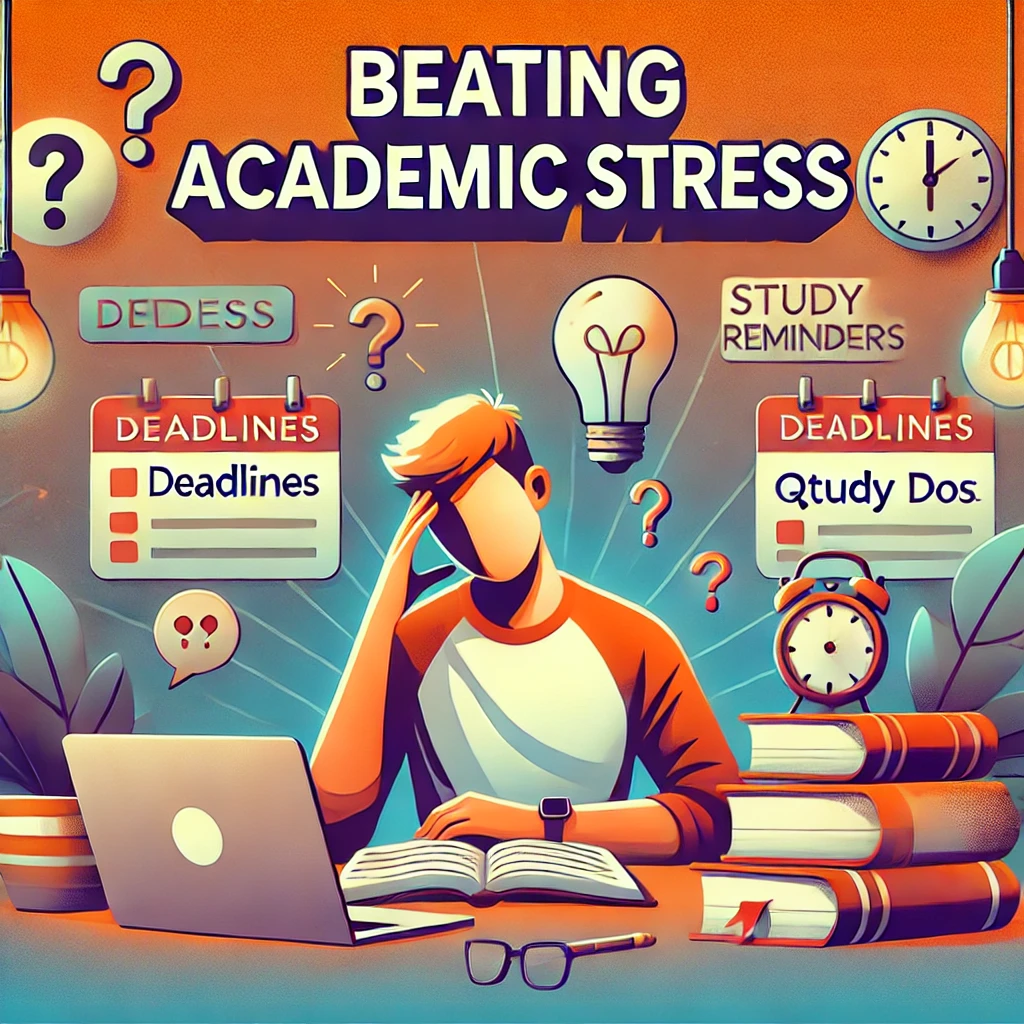 BEATING
ACADEMIC STRESS
DEDESS
STUDY
REMINDERS
DEADLINES
Deadlines
DEADLINES
Qtudy Dos.